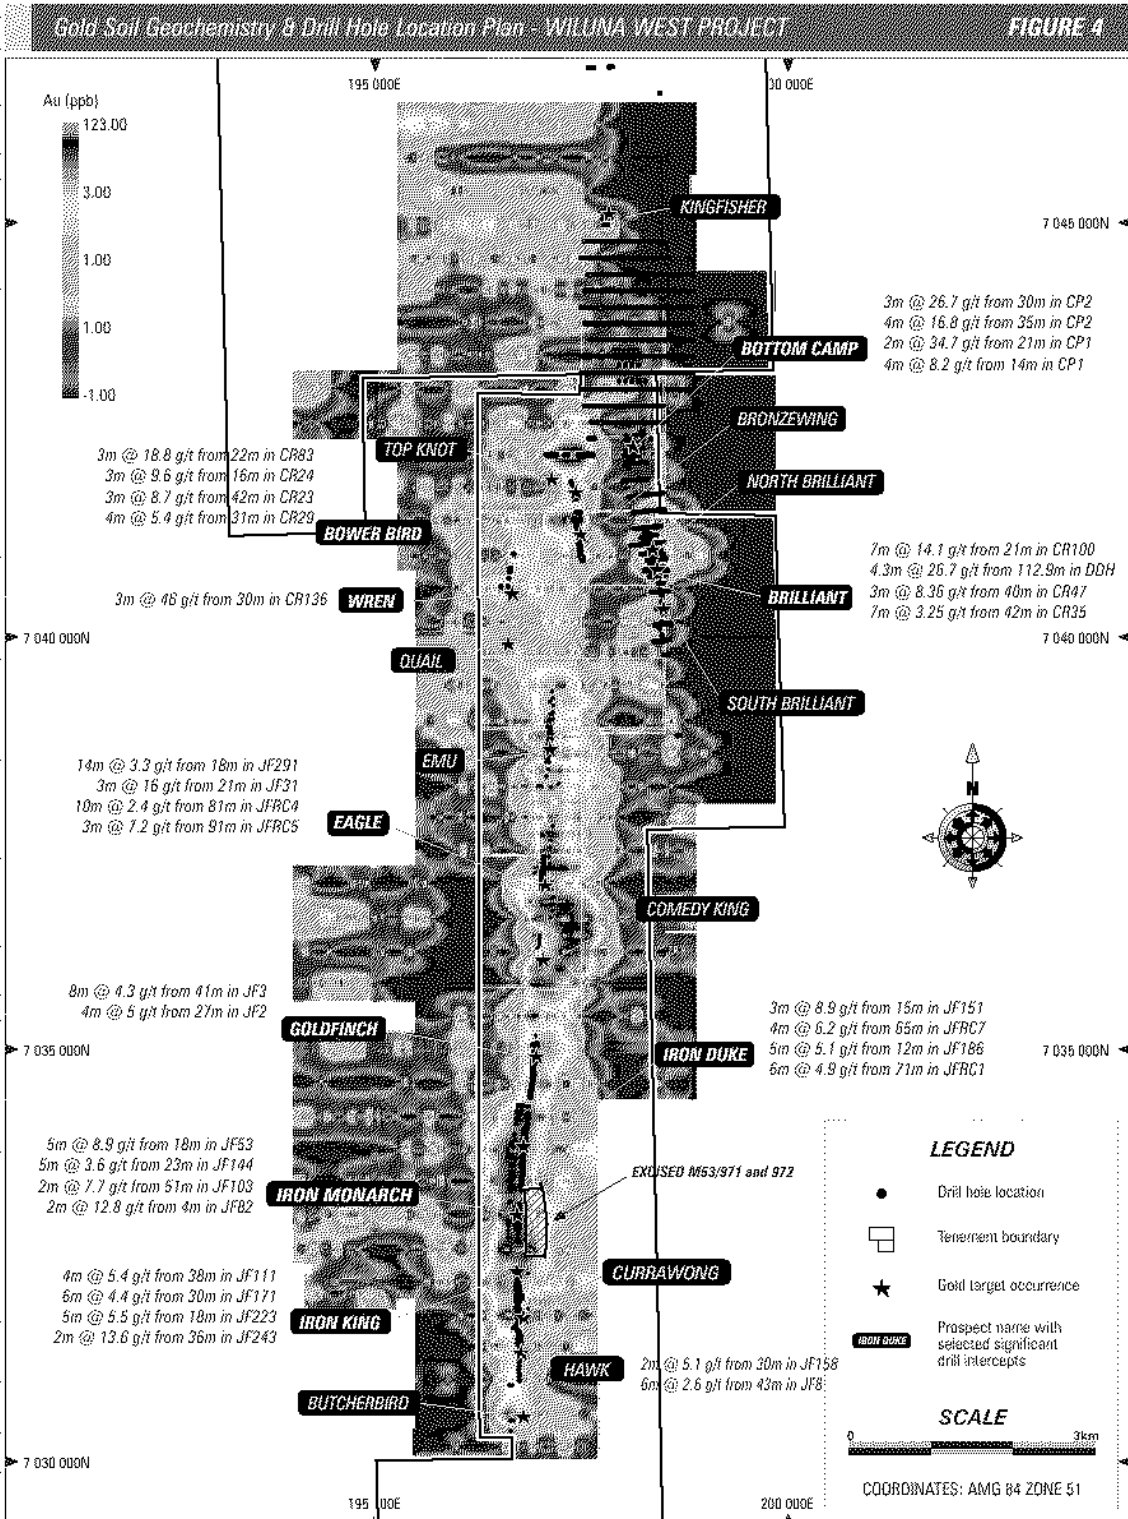 Gold Soil Geochemistry & Drill Hole Location Plan - WILUNA WEST PROJECT
FIGURE 4
195 000E
00 000E
Au (ppb)
123.00
3.00
1.00
1.00
-1.00
KINGFISHER
7 045 000N
3m @ 26.7 g/t from 30m in CP2
4m @ 16.8 g/t from 35m in CP2
2m @ 34.7 g/t from 21m in CP1
4m @ 8.2 g/t from 14m in CP1
BOTTOM CAMP
BRONZEWING
TOP KNOT
3m @ 18.8 g/t from 22m in CR83
3m @ 9.6 g/t from 16m in CR24
3m @ 8.7 g/t from 42m in CR23
4m @ 5.4 g/t from 31m in CR29
NORTH BRILLIANT
BOWER BIRD
7m @ 14.1 g/t from 21m in CR100
4.3m @ 26.7 g/t from 112.9m in DDH
3m @ 8.36 g/t from 40m in CR47
7m @ 3.25 g/t from 42m in CR35
3m @ 46 g/t from 30m in CR136
WREN
BRILLIANT
7 040 000N
7 040 000N
QUAIL
SOUTH BRILLIANT
EMU
14m @ 3.3 g/t from 18m in JF291
3m @ 16 g/t from 21m in JF31
10m @ 2.4 g/t from 81m in JFRC4
3m @ 7.2 g/t from 91m in JFRC5
EAGLE
N
COMEDY KING
8m @ 4.3 g/t from 41m in JF3
4m @ 5 g/t from 27m in JF2
GOLDFINCH
3m @ 8.9 g/t from 15m in JF151
4m @ 6.2 g/t from 65m in JFRC7
5m @ 5.1 g/t from 12m in JF186
6m @ 4.9 g/t from 71m in JFRC1
IRON DUKE
7 035 000N
7 035 000N
5m @ 8.9 g/t from 18m in JF53
5m @ 3.6 g/t from 23m in JF144
2m @ 7.7 g/t from 51m in JF103
2m @ 12.8 g/t from 4m in JF82
IRON MONARCH
EXCISED M53/971 and 972
CURRAWONG
4m @ 5.4 g/t from 38m in JF111
6m @ 4.4 g/t from 30m in JF171
5m @ 5.5 g/t from 18m in JF223
2m @ 13.6 g/t from 36m in JF243
IRON KING
HAWK
2m @ 5.1 g/t from 30m in JF158
6m @ 2.6 g/t from 43m in JF8
BUTCHERBIRD
LEGEND
Drill hole location
Tenement boundary
Gold target occurrence
IRON DUKE
Prospect name with
selected significant
drill intercepts
SCALE
0
3km
COORDINATES: AMG 84 ZONE 51
7 030 000N
195 00E
200 000E